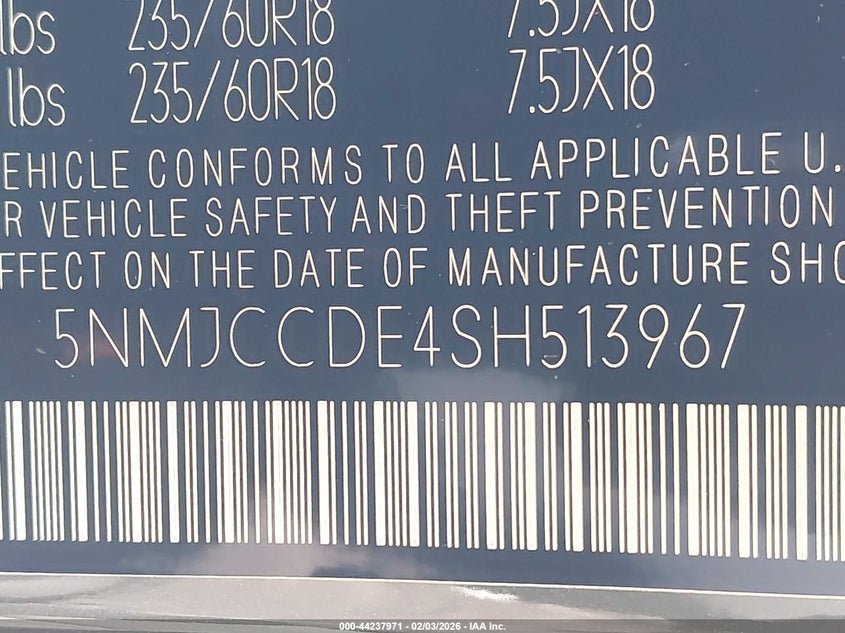 lbs 235/60R18 7.5JX18
lbs 235/60R18 7.5JX18
EHICLE CONFORMS TO ALL APPLICABLE U.
R VEHICLE SAFETY AND THEFT PREVENTION
FFECT ON THE DATE OF MANUFACTURE SHO
5NMJCCDE4SH513967
000-44237971 - 02/03/2026 - IAA Inc.